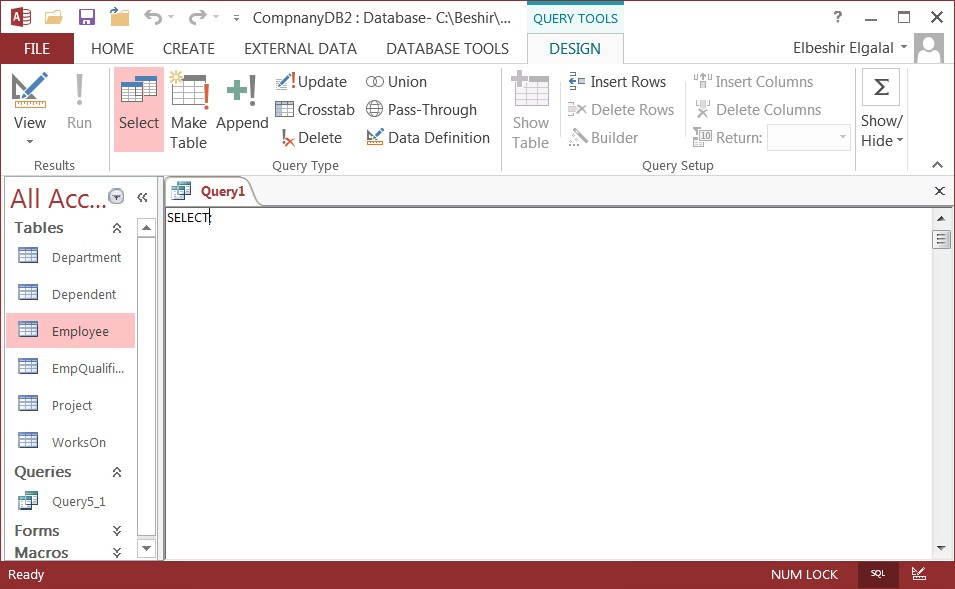 CompnanyDB2 : Database- C:\Beshir\...
QUERY TOOLS
?
FILE
HOME
CREATE
EXTERNAL DATA
DATABASE TOOLS
DESIGN
Elbeshir Elgalal
View
Run
Results
Select
Make
Table
Append
Update
Crosstab
Delete
Union
Pass-Through
Data Definition
Query Type
Show
Table
Insert Rows
Delete Rows
Builder
Insert Columns
Delete Columns
Return:
Query Setup
Σ
Show/
Hide
All Acc...
Tables
Department
Dependent
Employee
EmpQualifi...
Project
WorksOn
Queries
Query5_1
Forms
Macros
Query1
SELECT;
Ready
NUM LOCK
SQL